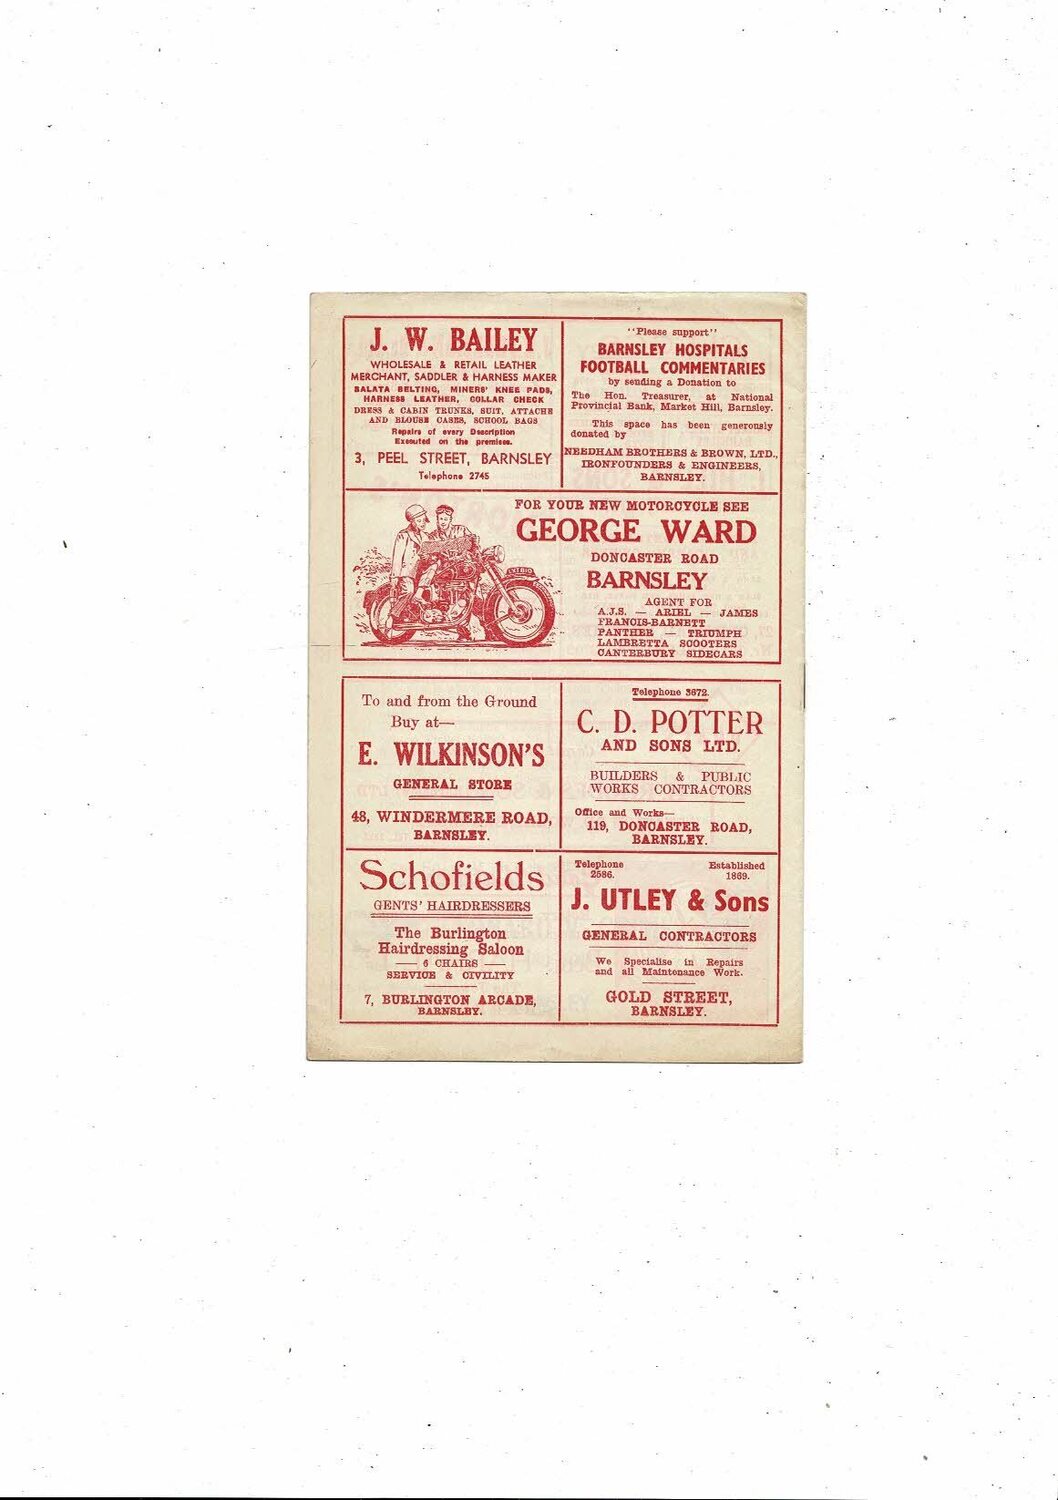 J. W. BAILEY
WHOLESALE & RETAIL LEATHER
MERCHANT, SADDLER & HARNESS MAKER
BALATA BELTING, MINERS' KNEE PADS,
HARNESS LEATHER, COLLAR CHECK
DRESS & CABIN TRUNKS, SUIT, ATTACHE
AND BLOUSE CASES, SCHOOL BAGS
Repairs of every Description
Executed on the premises.
3, PEEL STREET, BARNSLEY
Telephone 2745
"Please support"
BARNSLEY HOSPITALS
FOOTBALL COMMENTARIES
by sending a Donation to
The Hon. Treasurer, at National
Provincial Bank, Market Hill, Barnsley.
This space has been generously
donated by
NEEDHAM BROTHERS & BROWN, LTD.,
IRONFOUNDERS & ENGINEERS,
BARNSLEY.
FOR YOUR NEW MOTORCYCLE SEE
GEORGE WARD
DONCASTER ROAD
BARNSLEY
AGENT FOR
A.J.S. — ARIEL — JAMES
FRANCIS-BARNETT
PANTHER — TRIUMPH
LAMBRETTA SCOOTERS
CANTERBURY SIDECARS
To and from the Ground
Buy at—
E. WILKINSON'S
GENERAL STORE
48, WINDERMERE ROAD,
BARNSLEY.
Telephone 3672.
C. D. POTTER
AND SONS LTD.
BUILDERS & PUBLIC
WORKS CONTRACTORS
Office and Works—
119, DONCASTER ROAD,
BARNSLEY.
Schofields
GENTS' HAIRDRESSERS
The Burlington
Hairdressing Saloon
— 6 CHAIRS —
SERVICE & CIVILITY
7, BURLINGTON ARCADE,
BARNSLEY.
Telephone Established
2586. 1869.
J. UTLEY & Sons
GENERAL CONTRACTORS
We Specialise in Repairs
and all Maintenance Work.
GOLD STREET,
BARNSLEY.